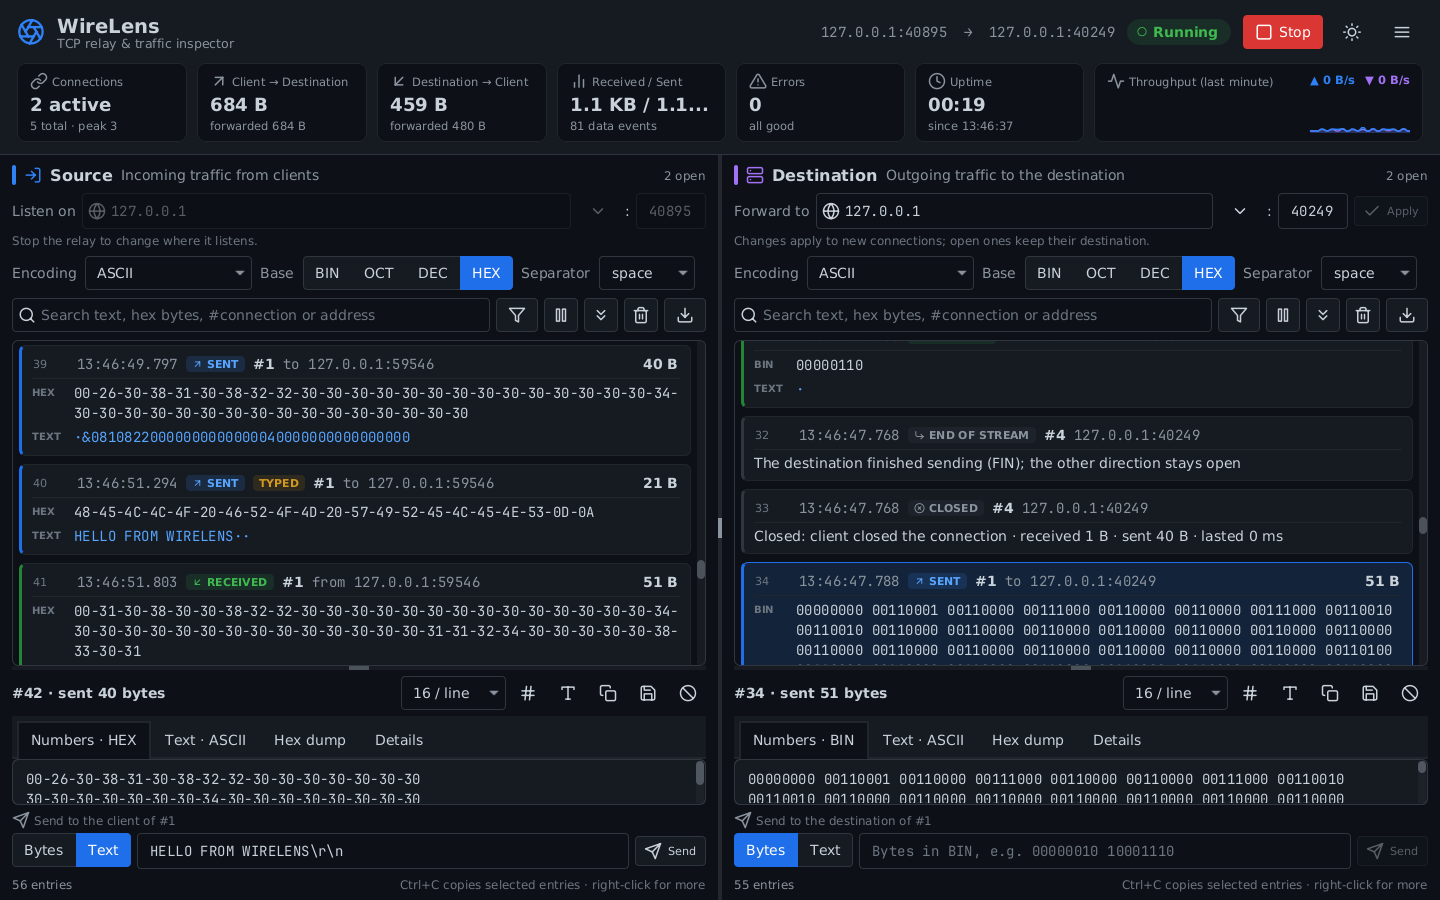 WireLens
TCP relay & traffic inspector
127.0.0.1:40895 → 127.0.0.1:40249
Running
Stop
Connections
2 active
5 total · peak 3
Client → Destination
684 B
forwarded 684 B
Destination → Client
459 B
forwarded 480 B
Received / Sent
1.1 KB / 1.1...
81 data events
Errors
0
all good
Uptime
00:19
since 13:46:37
Throughput (last minute)
▲ 0 B/s ▼ 0 B/s
Source Incoming traffic from clients 2 open
Listen on 127.0.0.1 : 40895
Stop the relay to change where it listens.
Encoding ASCII Base BIN OCT DEC HEX Separator space
Search text, hex bytes, #connection or address
39 13:46:49.797 SENT #1 to 127.0.0.1:59546 40 B
HEX 00-26-30-38-31-30-38-32-32-30-30-30-30-30-30-30-30-30-30-30-30-30-30-30-34-
30-30-30-30-30-30-30-30-30-30-30-30-30-30-30-30
TEXT ·&08108220000000000000004000000000000000
40 13:46:51.294 SENT TYPED #1 to 127.0.0.1:59546 21 B
HEX 48-45-4C-4C-4F-20-46-52-4F-4D-20-57-49-52-45-4C-45-4E-53-0D-0A
TEXT HELLO FROM WIRELENS··
41 13:46:51.803 RECEIVED #1 from 127.0.0.1:59546 51 B
HEX 00-31-30-38-30-30-38-32-32-30-30-30-30-30-30-30-30-30-30-30-30-30-30-30-34-
30-30-30-30-30-30-30-30-30-30-30-30-30-30-30-31-31-32-34-30-30-30-30-30-38-
33-30-31
#42 · sent 40 bytes 16 / line
Numbers · HEX Text · ASCII Hex dump Details
00-26-30-38-31-30-38-32-32-30-30-30-30-30-30-30
30-30-30-30-30-30-30-34-30-30-30-30-30-30-30-30
Send to the client of #1
Bytes Text HELLO FROM WIRELENS\r\n Send
56 entries Ctrl+C copies selected entries · right-click for more
Destination Outgoing traffic to the destination 2 open
Forward to 127.0.0.1 : 40249 Apply
Changes apply to new connections; open ones keep their destination.
Encoding ASCII Base BIN OCT DEC HEX Separator space
Search text, hex bytes, #connection or address
BIN 00000110
TEXT ·
32 13:46:47.768 END OF STREAM #4 127.0.0.1:40249
The destination finished sending (FIN); the other direction stays open
33 13:46:47.768 CLOSED #4 127.0.0.1:40249
Closed: client closed the connection · received 1 B · sent 40 B · lasted 0 ms
34 13:46:47.788 SENT #1 to 127.0.0.1:40249 51 B
BIN 00000000 00110001 00110000 00111000 00110000 00110000 00111000 00110010
00110010 00110000 00110000 00110000 00110000 00110000 00110000 00110000
00110000 00110000 00110000 00110000 00110000 00110000 00110000 00110100
#34 · sent 51 bytes 16 / line
Numbers · BIN Text · ASCII Hex dump Details
00000000 00110001 00110000 00111000 00110000 00110000 00111000 00110010
00110010 00110000 00110000 00110000 00110000 00110000 00110000 00110000
Send to the destination of #1
Bytes Text Bytes in BIN, e.g. 00000010 10001110 Send
55 entries Ctrl+C copies selected entries · right-click for more